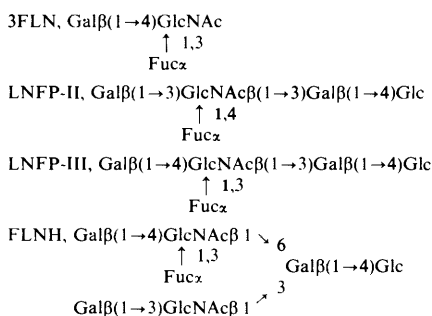 3FLN, Galβ(1→4)GlcNAc
↑ 1,3
Fucα
LNFP-II, Galβ(1→3)GlcNAcβ(1→3)Galβ(1→4)Glc
↑ 1,4
Fucα
LNFP-III, Galβ(1→4)GlcNAcβ(1→3)Galβ(1→4)Glc
↑ 1,3
Fucα
FLNH, Galβ(1→4)GlcNAcβ 1 ↘ 6
↑ 1,3
Galβ(1→4)Glc
Fucα
3
Galβ(1→3)GlcNAcβ 1 ↗